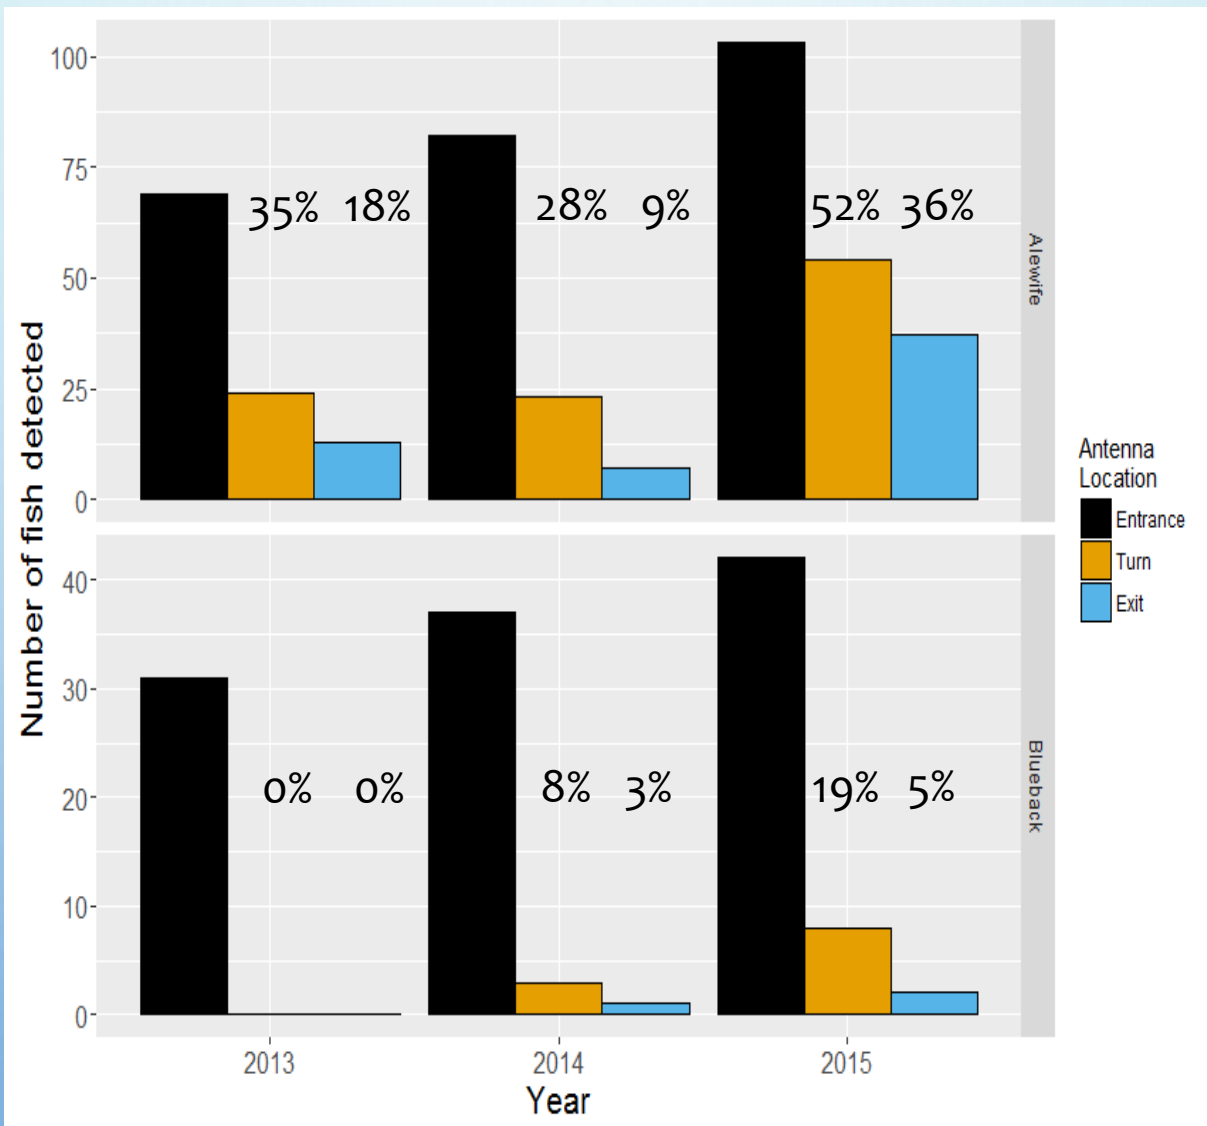 100
75
50
25
0
35% 18%
28% 9%
52% 36%
Alewife
Number of fish detected
40
30
20
10
0
0% 0%
8% 3%
19% 5%
Blueback
2013
2014
2015
Year
Antenna
Location
Entrance
Turn
Exit